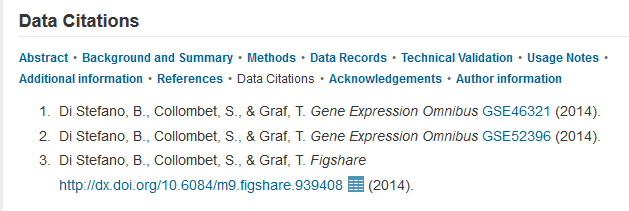 Data Citations
Abstract • Background and Summary • Methods • Data Records • Technical Validation • Usage Notes •
Additional information • References • Data Citations • Acknowledgements • Author information
1. Di Stefano, B., Collombet, S., & Graf, T. Gene Expression Omnibus GSE46321 (2014).
2. Di Stefano, B., Collombet, S., & Graf, T. Gene Expression Omnibus GSE52396 (2014).
3. Di Stefano, B., Collombet, S., & Graf, T. Figshare
http://dx.doi.org/10.6084/m9.figshare.939408 (2014).